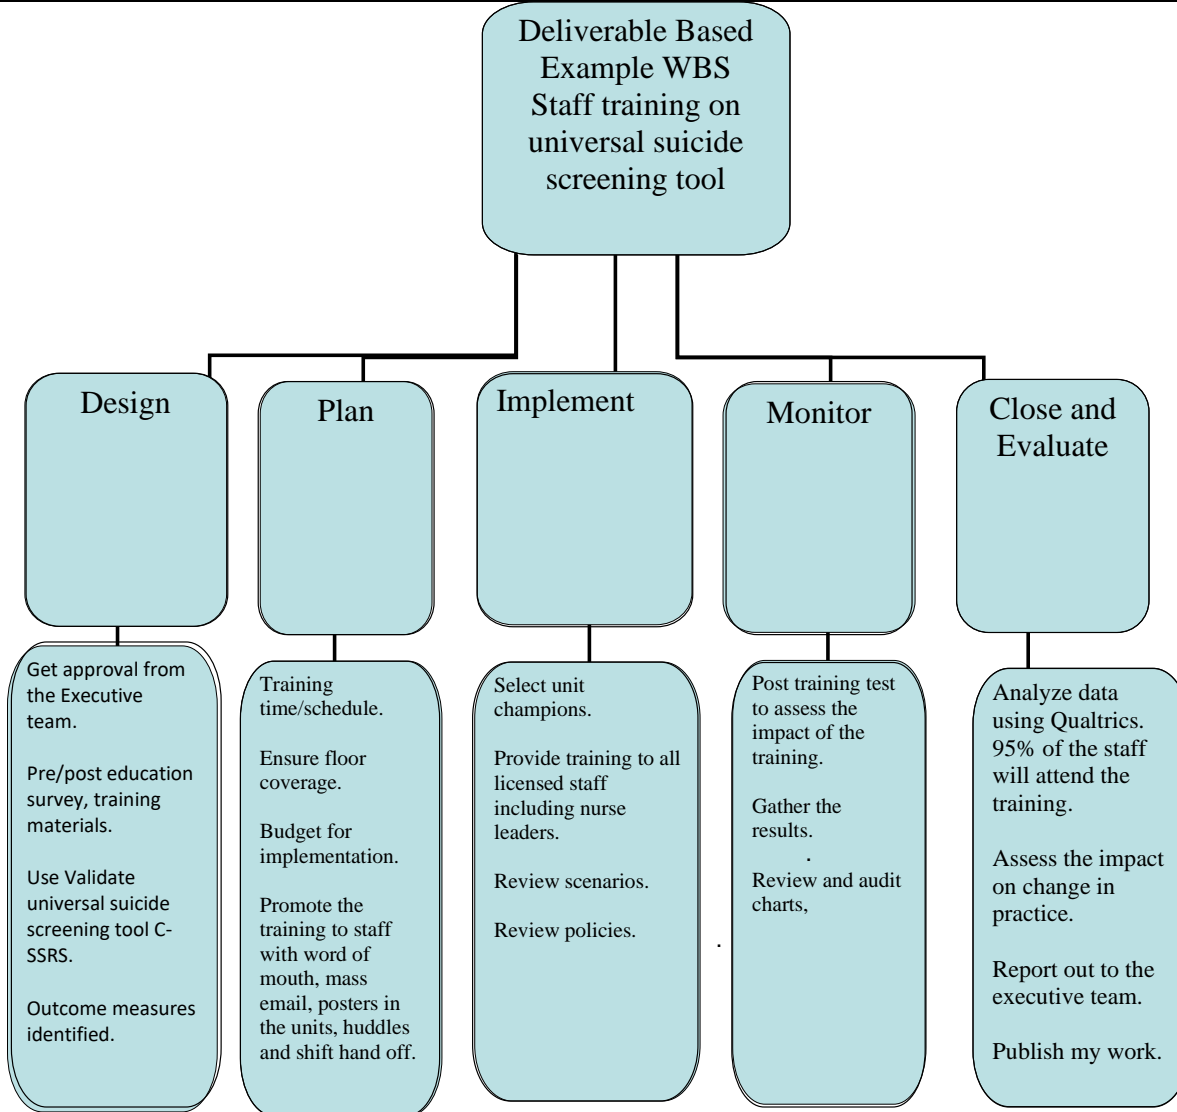 Deliverable Based
Example WBS
Staff training on
universal suicide
screening tool
Design
Plan
Implement
Monitor
Close and
Evaluate
Get approval from
the Executive
team.
Pre/post education
survey, training
materials.
Use Validate
universal suicide
screening tool C-
SSRS.
Outcome measures
identified.
Training
time/schedule.
Ensure floor
coverage.
Budget for
implementation.
Promote the
training to staff
with word of
mouth, mass
email, posters in
the units, huddles
and shift hand off.
Select unit
champions.
Provide training to all
licensed staff
including nurse
leaders.
Review scenarios.
Review policies.
.
Post training test
to assess the
impact of the
training.
Gather the
results.
.
Review and audit
charts,
Analyze data
using Qualtrics.
95% of the staff
will attend the
training.
Assess the impact
on change in
practice.
Report out to the
executive team.
Publish my work.